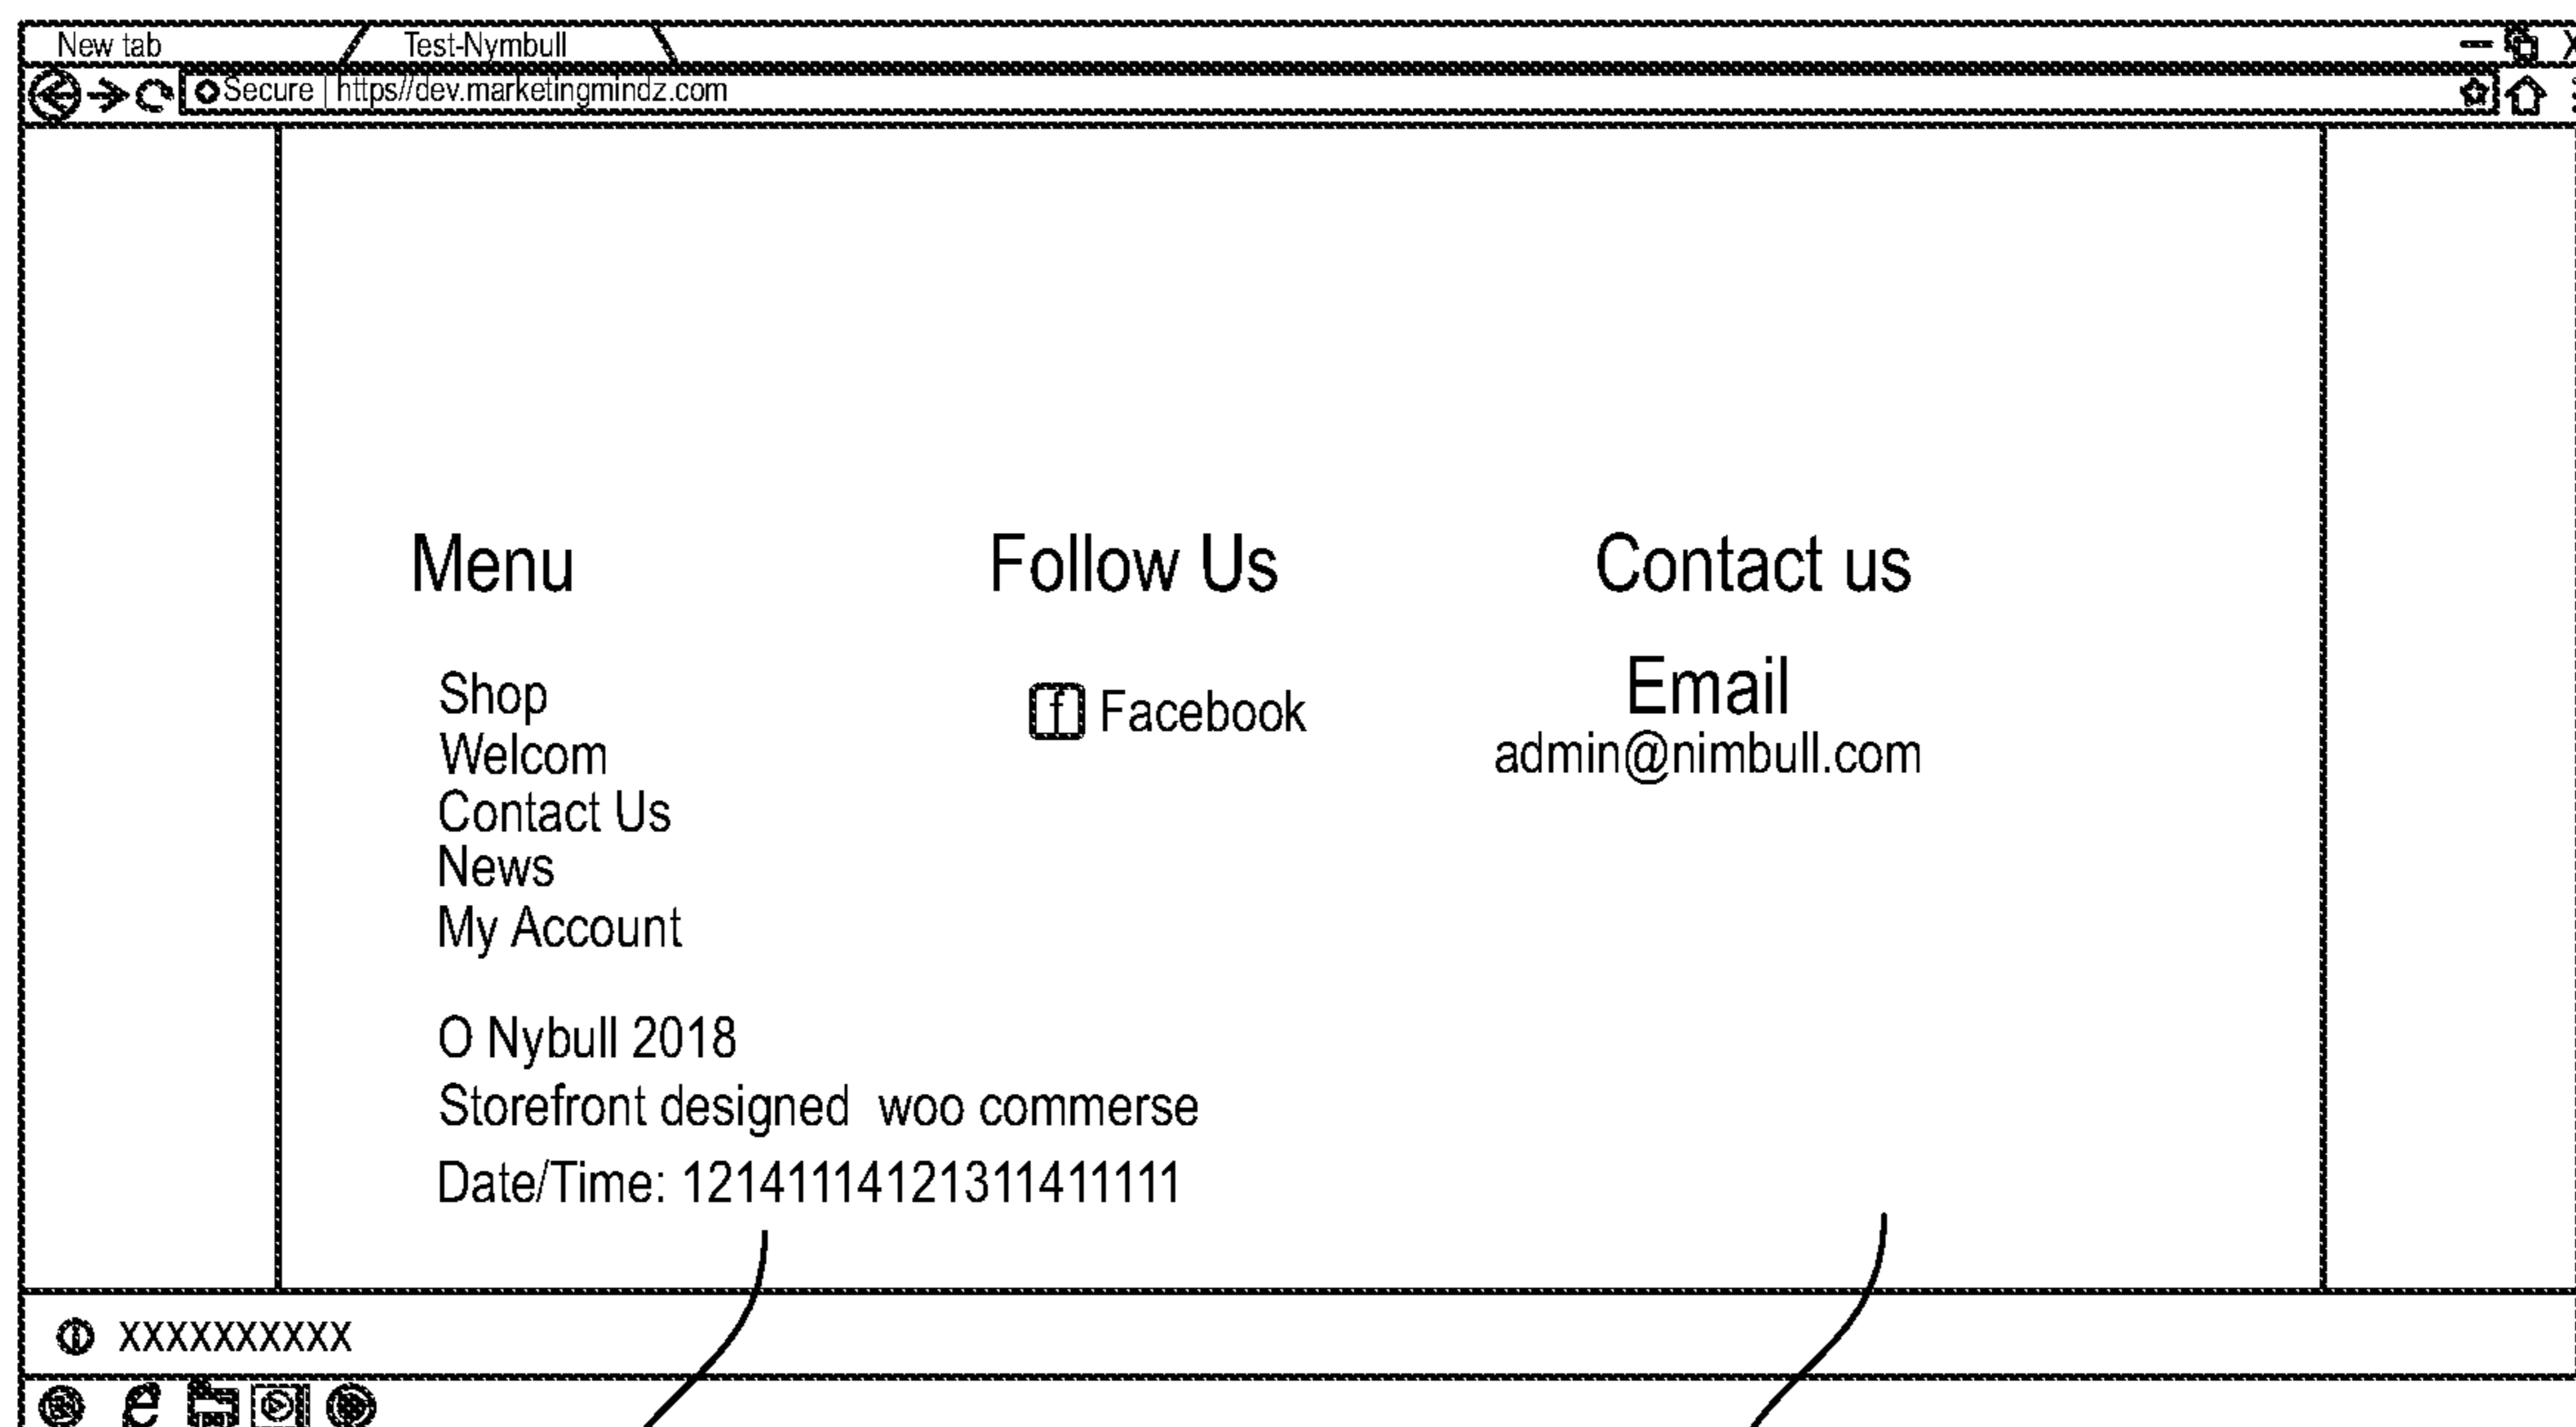 New tab
Test-Nymbull
Secure | https//dev.marketingmindz.com
Menu
Follow Us
Contact us
Shop
Welcom
Contact Us
News
My Account
f Facebook
Email
admin@nimbull.com
O Nybull 2018
Storefront designed woo commerse
Date/Time: 12141114121311411111
XXXXXXXXXX